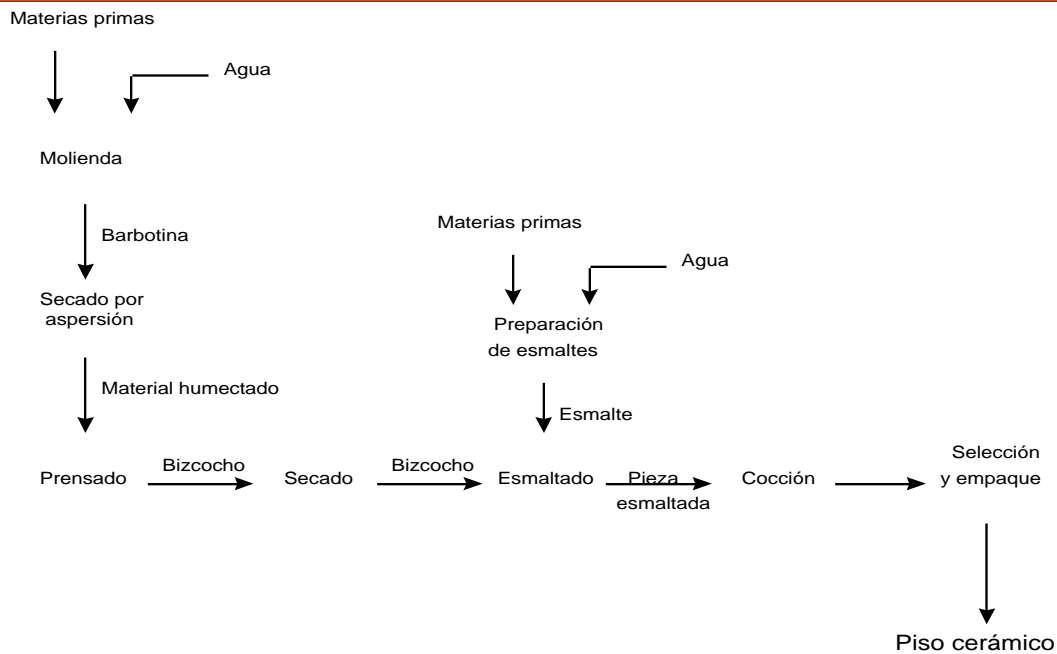 Materias primas
Agua
Molienda
Barbotina
Materias primas
Agua
Secado por
aspersión
Preparación
de esmaltes
Material humectado
Esmalte
Prensado
Bizcocho
Secado
Bizcocho
Esmaltado
Pieza
esmaltada
Cocción
Selección
y empaque
Piso cerámico